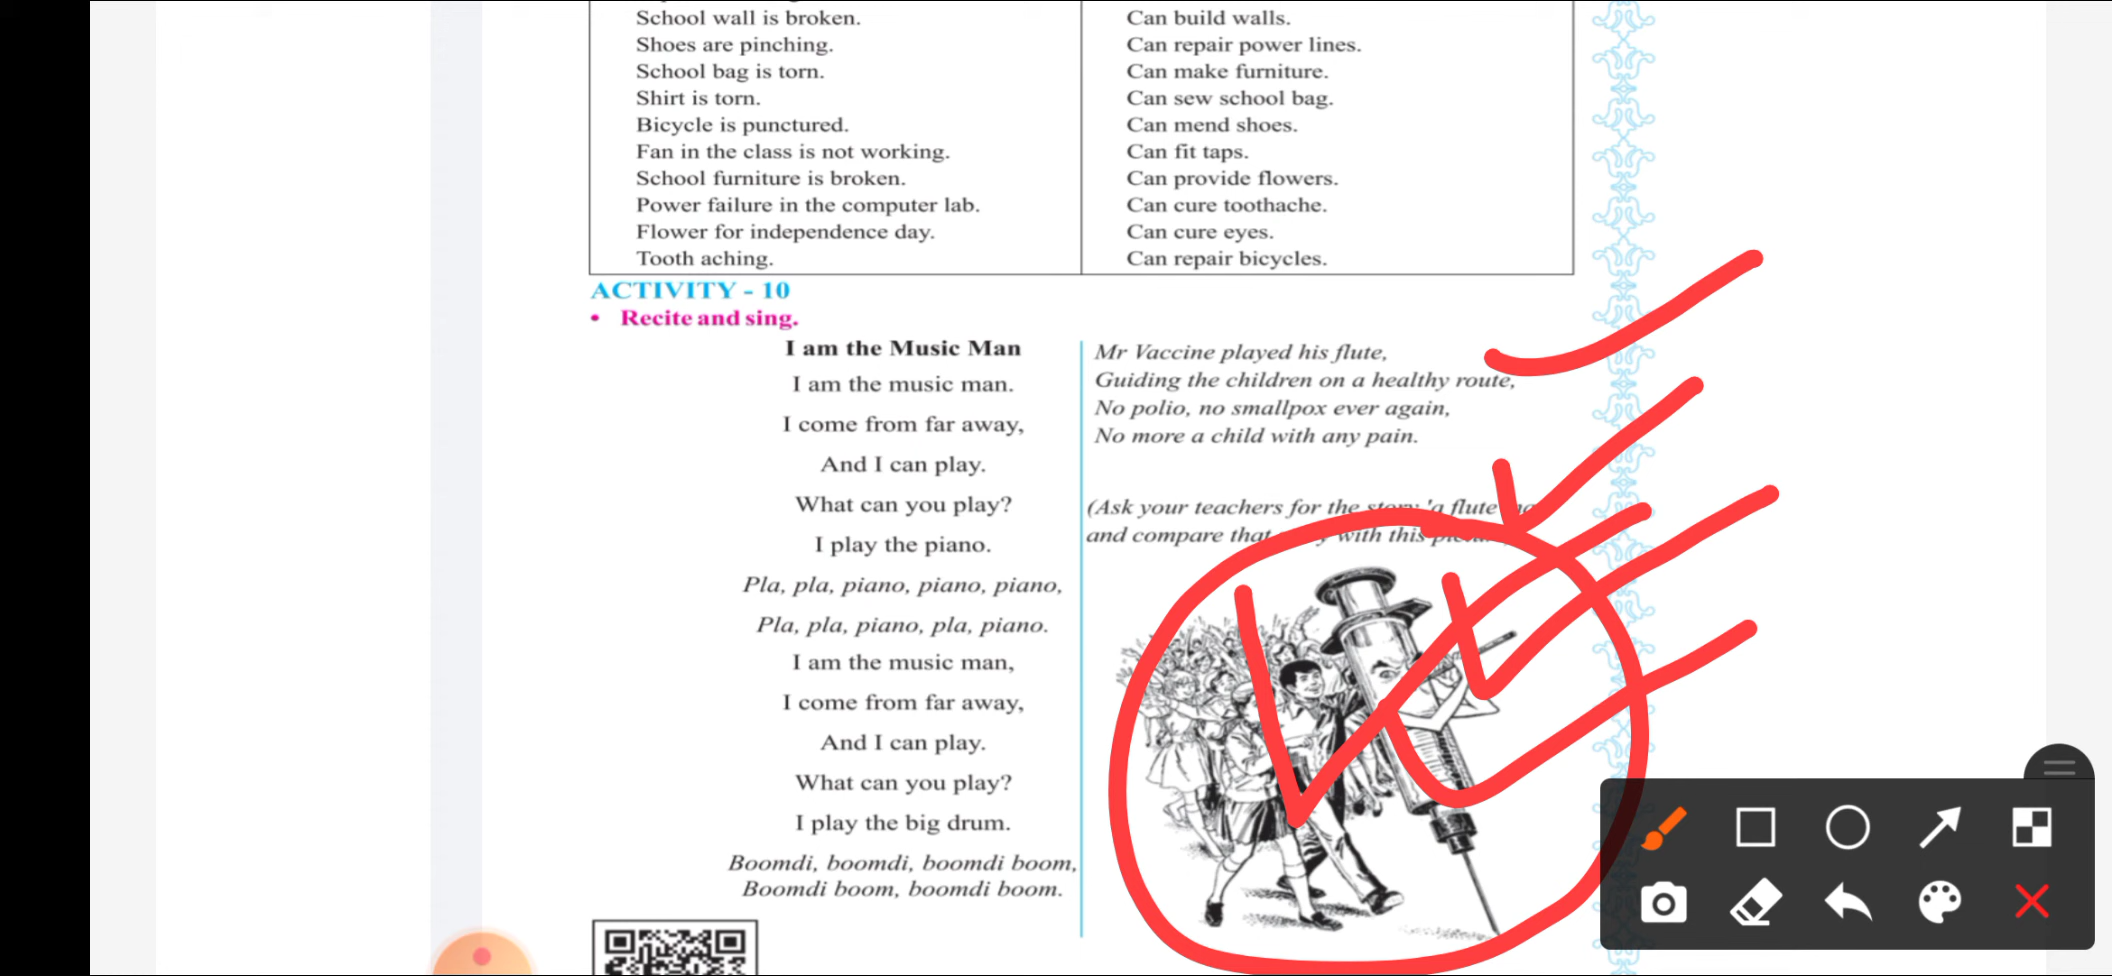 School wall is broken.
Shoes are pinching.
School bag is torn.
Shirt is torn.
Bicycle is punctured.
Fan in the class is not working.
School furniture is broken.
Power failure in the computer lab.
Flower for independence day.
Tooth aching.
Can build walls.
Can repair power lines.
Can make furniture.
Can sew school bag.
Can mend shoes.
Can fit taps.
Can provide flowers.
Can cure toothache.
Can cure eyes.
Can repair bicycles.
ACTIVITY - 10
• Recite and sing.
I am the Music Man
I am the music man.
I come from far away,
And I can play.
What can you play?
I play the piano.
Pla, pla, piano, piano, piano,
Pla, pla, piano, pla, piano.
I am the music man,
I come from far away,
And I can play.
What can you play?
I play the big drum.
Boomdi, boomdi, boomdi boom,
Boomdi boom, boomdi boom.
Mr Vaccine played his flute,
Guiding the children on a healthy route,
No polio, no smallpox ever again,
No more a child with any pain.
(Ask your teachers for the story 'a flute
and compare that with this